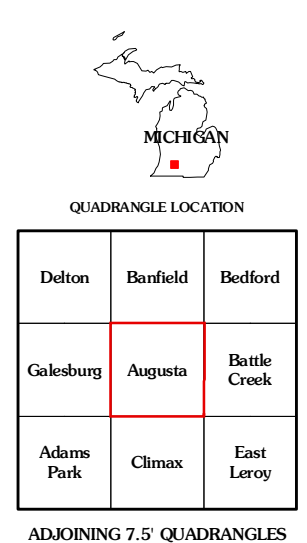 MICHIGAN
QUADRANGLE LOCATION
Delton
Banfield
Bedford
Galesburg
Augusta
Battle
Creek
Adams
Park
Climax
East
Leroy
ADJOINING 7.5' QUADRANGLES